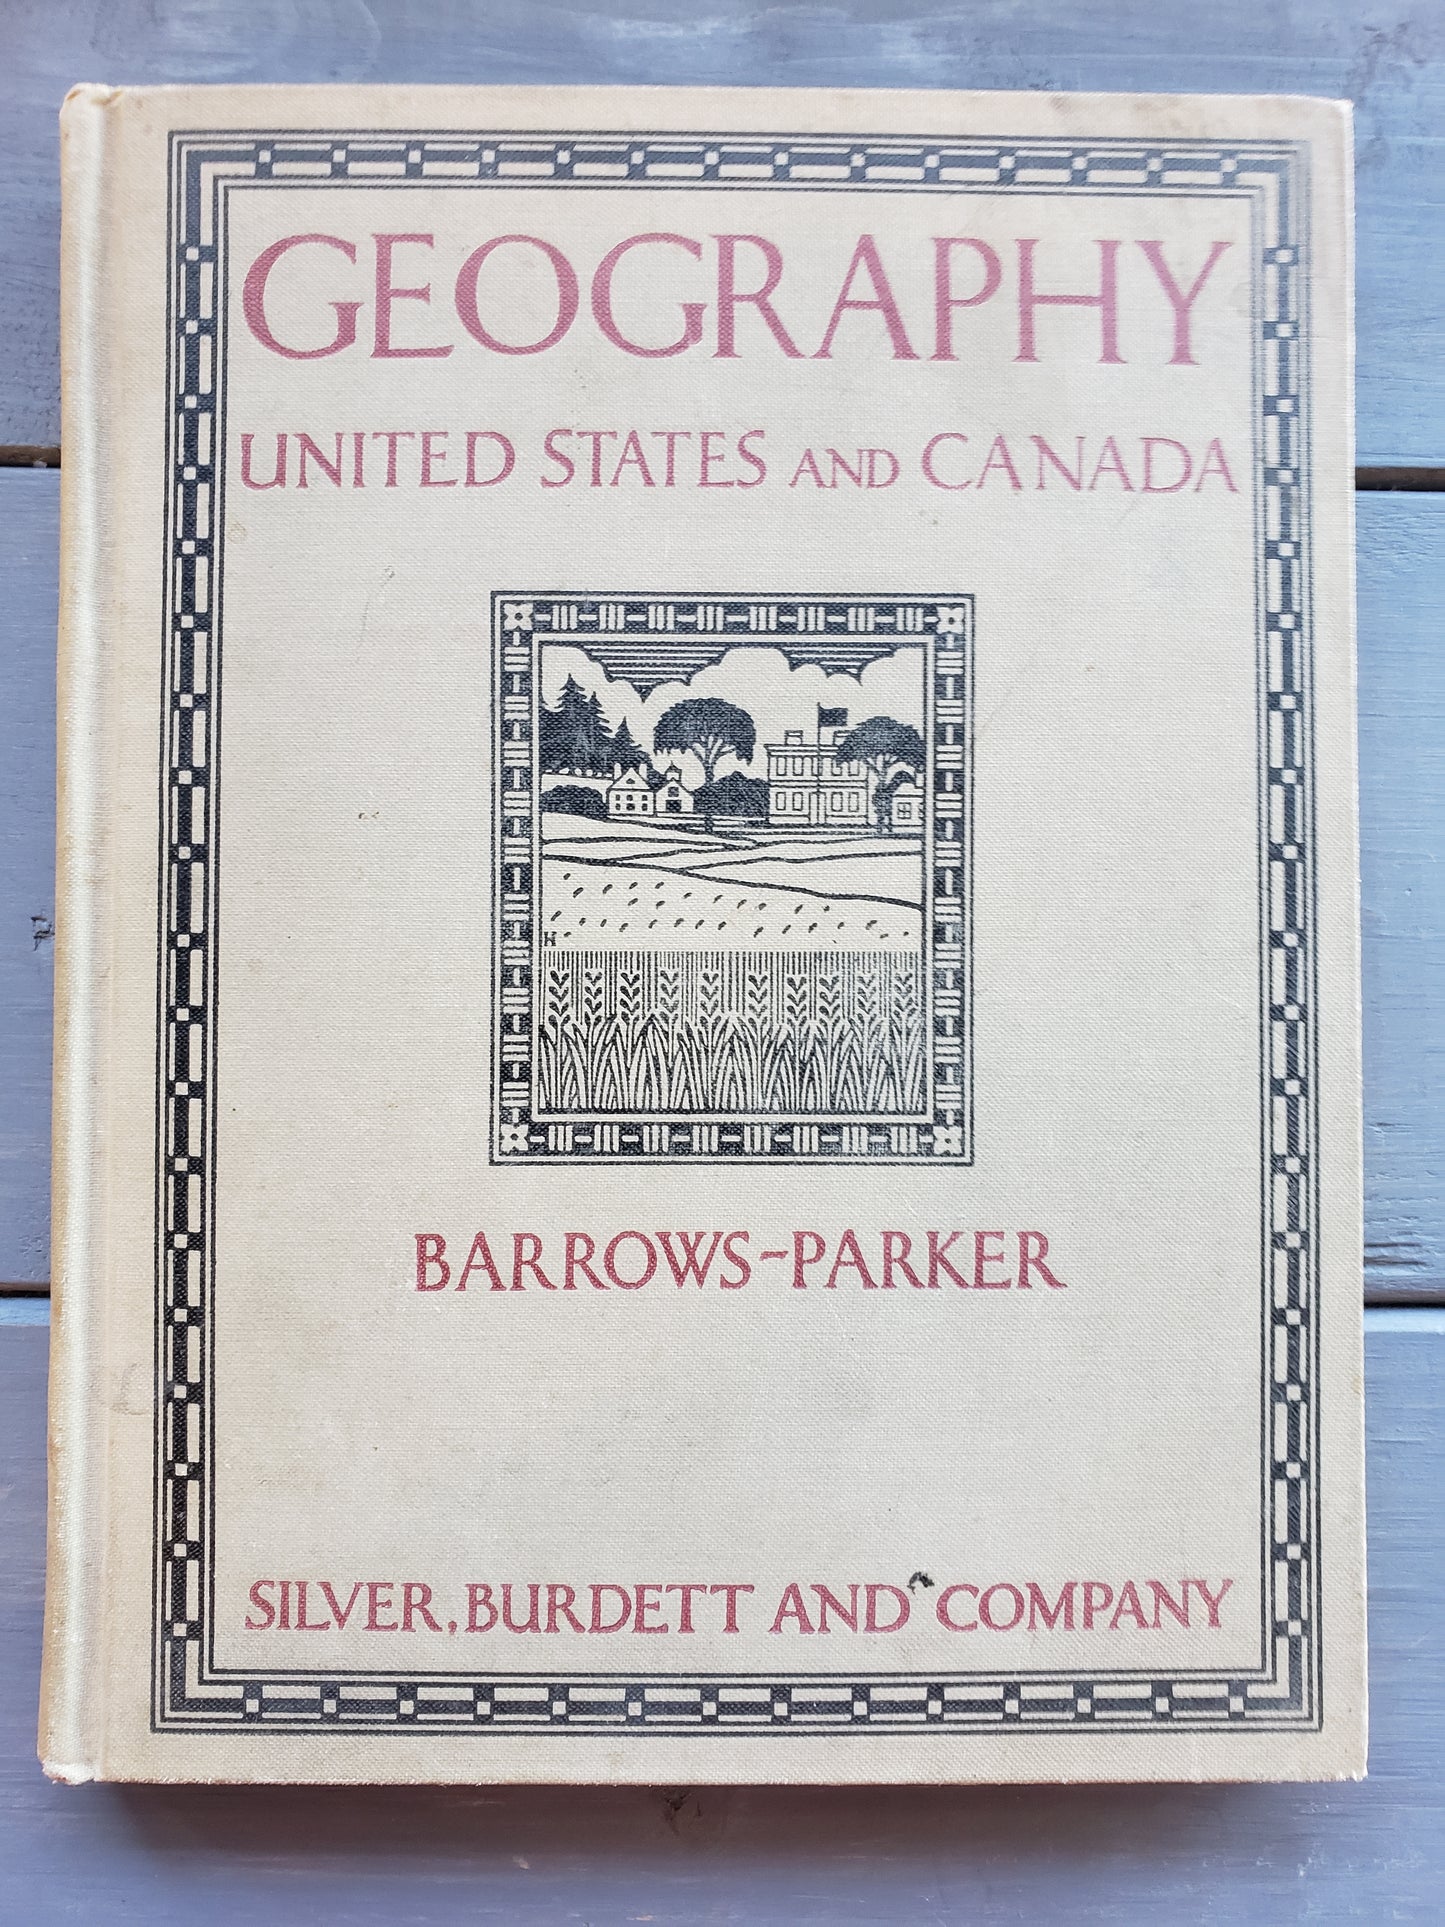 GEOGRAPHY
UNITED STATES AND CANADA
H
BARROWS-PARKER
SILVER, BURDETT AND COMPANY